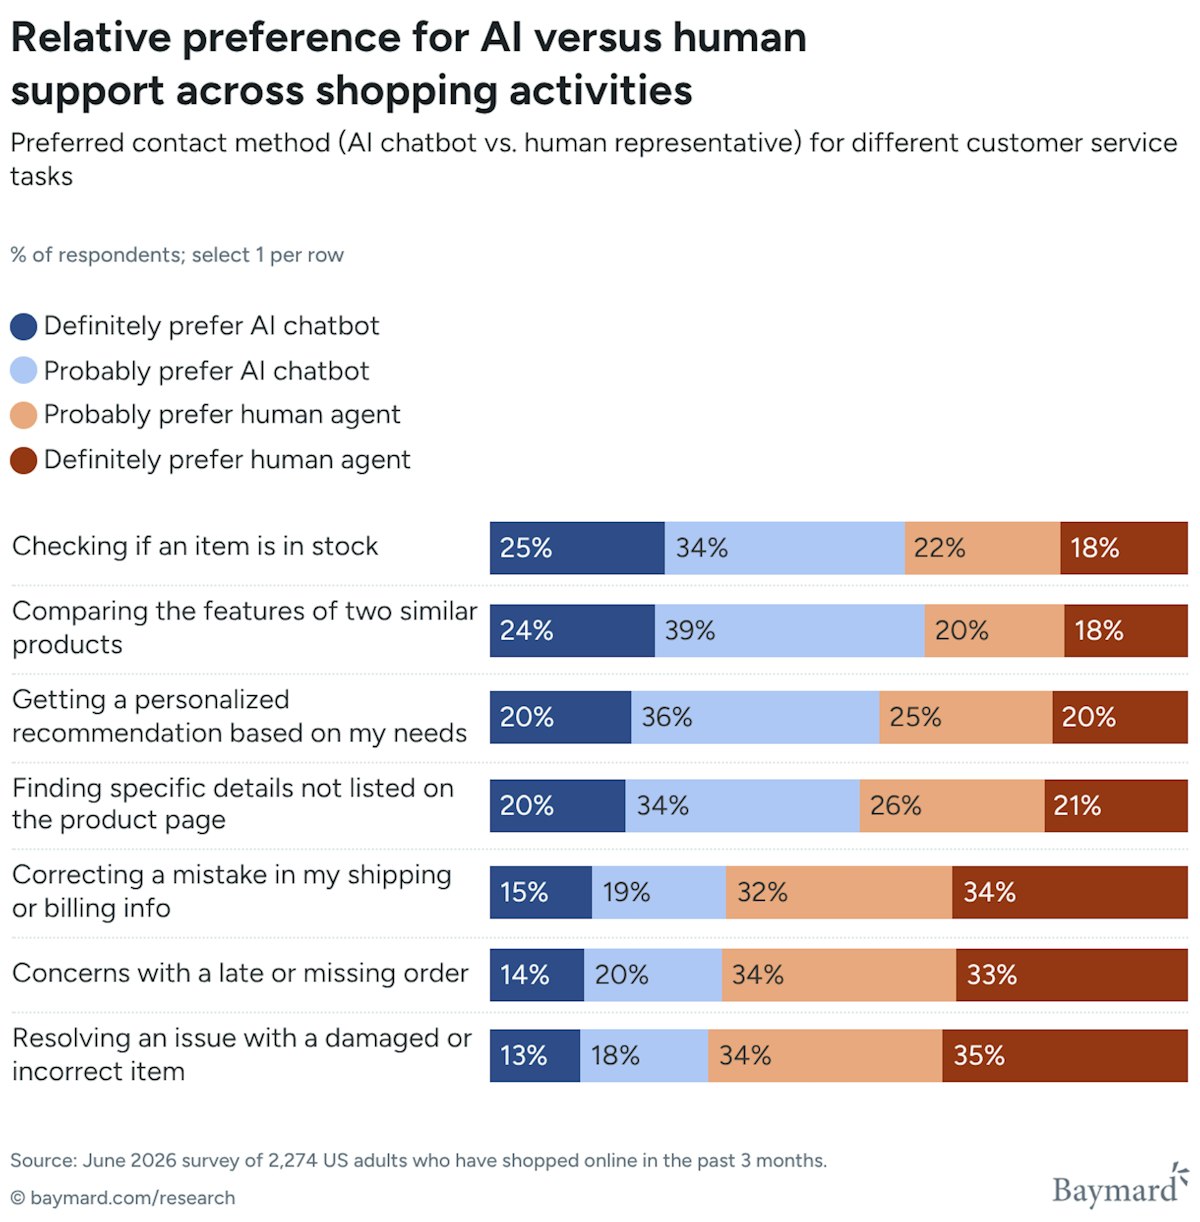 Relative preference for AI versus human
support across shopping activities
Preferred contact method (AI chatbot vs. human representative) for different customer service
tasks
% of respondents; select 1 per row
Definitely prefer AI chatbot
Probably prefer AI chatbot
Probably prefer human agent
Definitely prefer human agent
Checking if an item is in stock 25% 34% 22% 18%
Comparing the features of two similar
products 24% 39% 20% 18%
Getting a personalized
recommendation based on my needs 20% 36% 25% 20%
Finding specific details not listed on
the product page 20% 34% 26% 21%
Correcting a mistake in my shipping
or billing info 15% 19% 32% 34%
Concerns with a late or missing order 14% 20% 34% 33%
Resolving an issue with a damaged or
incorrect item 13% 18% 34% 35%
Source: June 2026 survey of 2,274 US adults who have shopped online in the past 3 months.
© baymard.com/research
Baymard